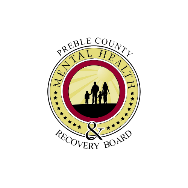 PREBLE COUNTY
MENTAL HEALTH
&
RECOVERY BOARD